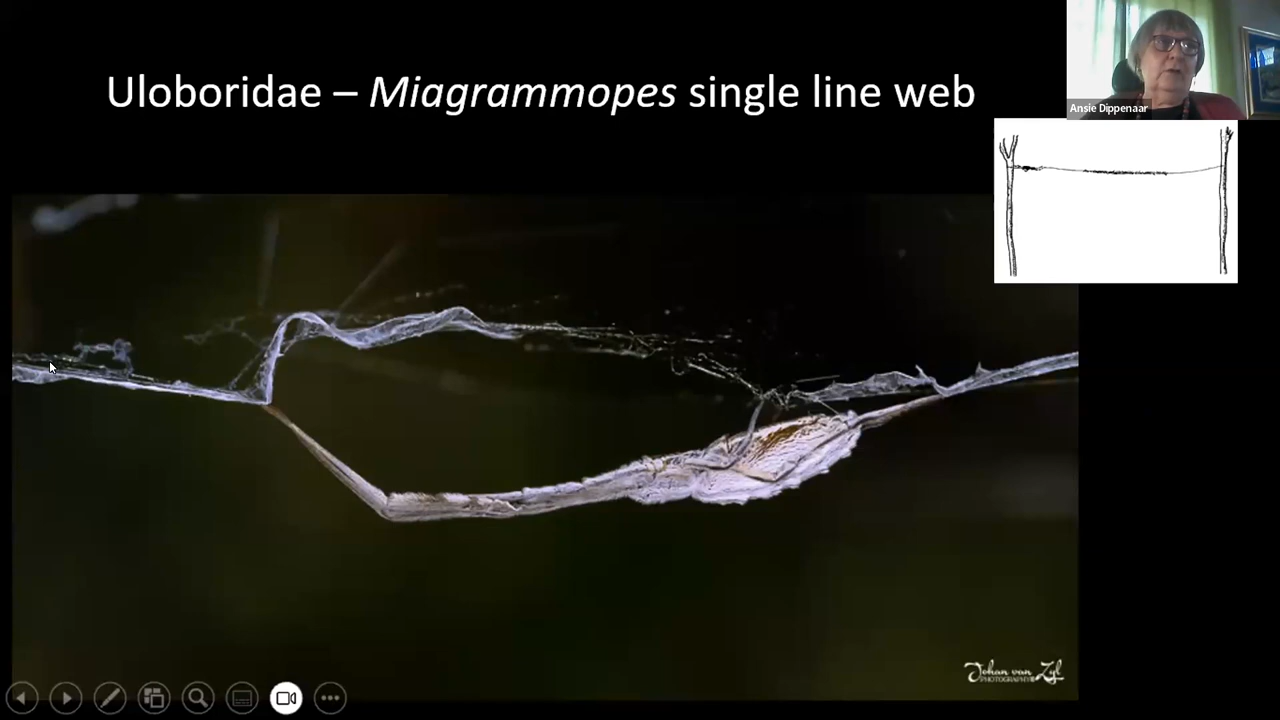 Uloboridae – Miagrammopes single line web
Ansie Dippenaar
Johan van Zyl
PHOTOGRAPHY